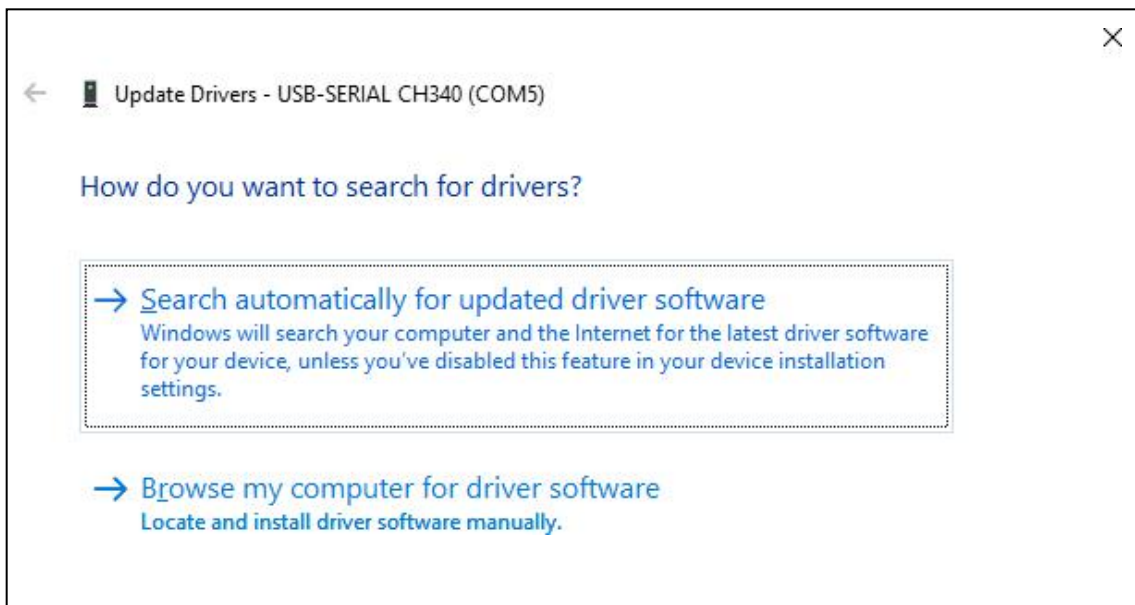 Update Drivers - USB-SERIAL CH340 (COM5)
How do you want to search for drivers?
Search automatically for updated driver software
Windows will search your computer and the Internet for the latest driver software
for your device, unless you've disabled this feature in your device installation
settings.
Browse my computer for driver software
Locate and install driver software manually.